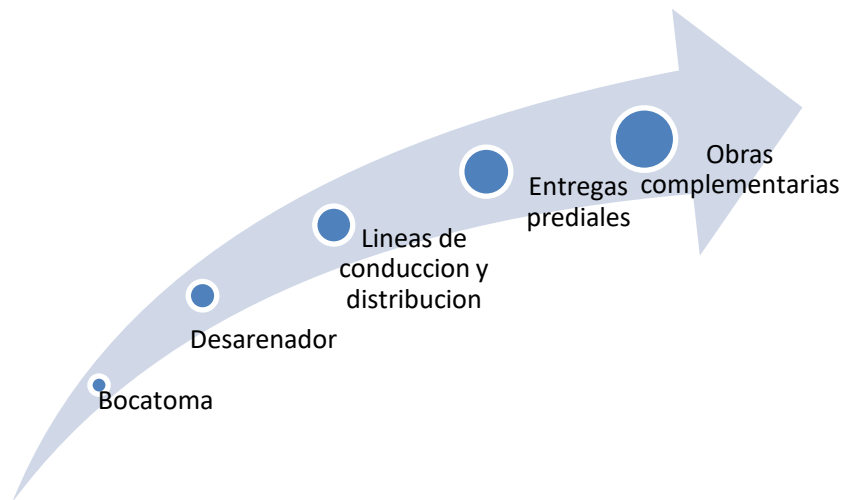 Bocatoma
Desarenador
Lineas de
conduccion y
distribucion
Entregas
prediales
Obras
complementarias